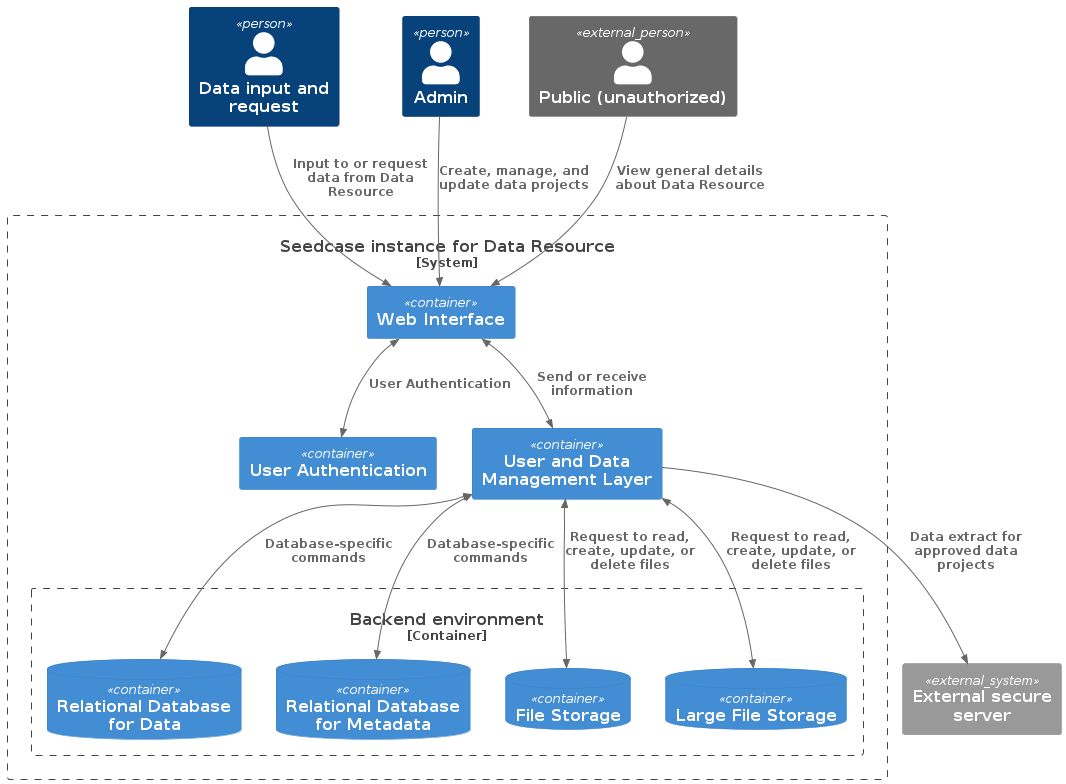 «person»
Data input and
request
«person»
Admin
«external_person»
Public (unauthorized)
Input to or request
data from Data
Resource
Create, manage, and
update data projects
View general details
about Data Resource
Seedcase instance for Data Resource
[System]
«container»
Web Interface
User Authentication
Send or receive
information
«container»
User Authentication
«container»
User and Data
Management Layer
Database-specific
commands
Database-specific
commands
Request to read,
create, update, or
delete files
Request to read,
create, update, or
delete files
Data extract for
approved data
projects
Backend environment
[Container]
«container»
Relational Database
for Data
«container»
Relational Database
for Metadata
«container»
File Storage
«container»
Large File Storage
«external_system»
External secure
server